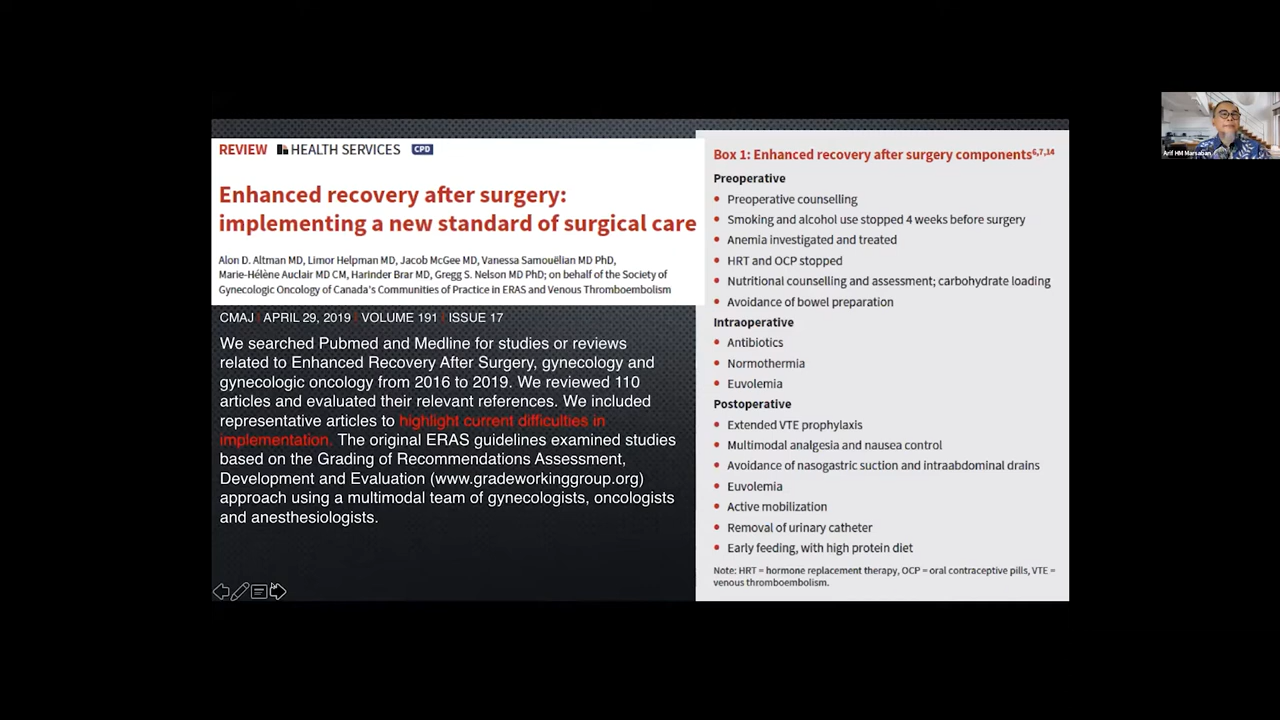 REVIEW HEALTH SERVICES CPD
Enhanced recovery after surgery:
implementing a new standard of surgical care
Alon D. Altman MD, Limor Helpman MD, Jacob McGee MD, Vanessa Samouëlian MD PhD,
Marie-Hélène Auclair MD CM, Harinder Brar MD, Gregg S. Nelson MD PhD; on behalf of the Society of
Gynecologic Oncology of Canada's Communities of Practice in ERAS and Venous Thromboembolism
CMAJ | APRIL 29, 2019 | VOLUME 191 | ISSUE 17
We searched Pubmed and Medline for studies or reviews
related to Enhanced Recovery After Surgery, gynecology and
gynecologic oncology from 2016 to 2019. We reviewed 110
articles and evaluated their relevant references. We included
representative articles to highlight current difficulties in
implementation. The original ERAS guidelines examined studies
based on the Grading of Recommendations Assessment,
Development and Evaluation (www.gradeworkinggroup.org)
approach using a multimodal team of gynecologists, oncologists
and anesthesiologists.
Box 1: Enhanced recovery after surgery components6,7,14
Preoperative
• Preoperative counselling
• Smoking and alcohol use stopped 4 weeks before surgery
• Anemia investigated and treated
• HRT and OCP stopped
• Nutritional counselling and assessment; carbohydrate loading
• Avoidance of bowel preparation
Intraoperative
• Antibiotics
• Normothermia
• Euvolemia
Postoperative
• Extended VTE prophylaxis
• Multimodal analgesia and nausea control
• Avoidance of nasogastric suction and intraabdominal drains
• Euvolemia
• Active mobilization
• Removal of urinary catheter
• Early feeding, with high protein diet
Note: HRT = hormone replacement therapy, OCP = oral contraceptive pills, VTE =
venous thromboembolism.
Arif HM Marsaban